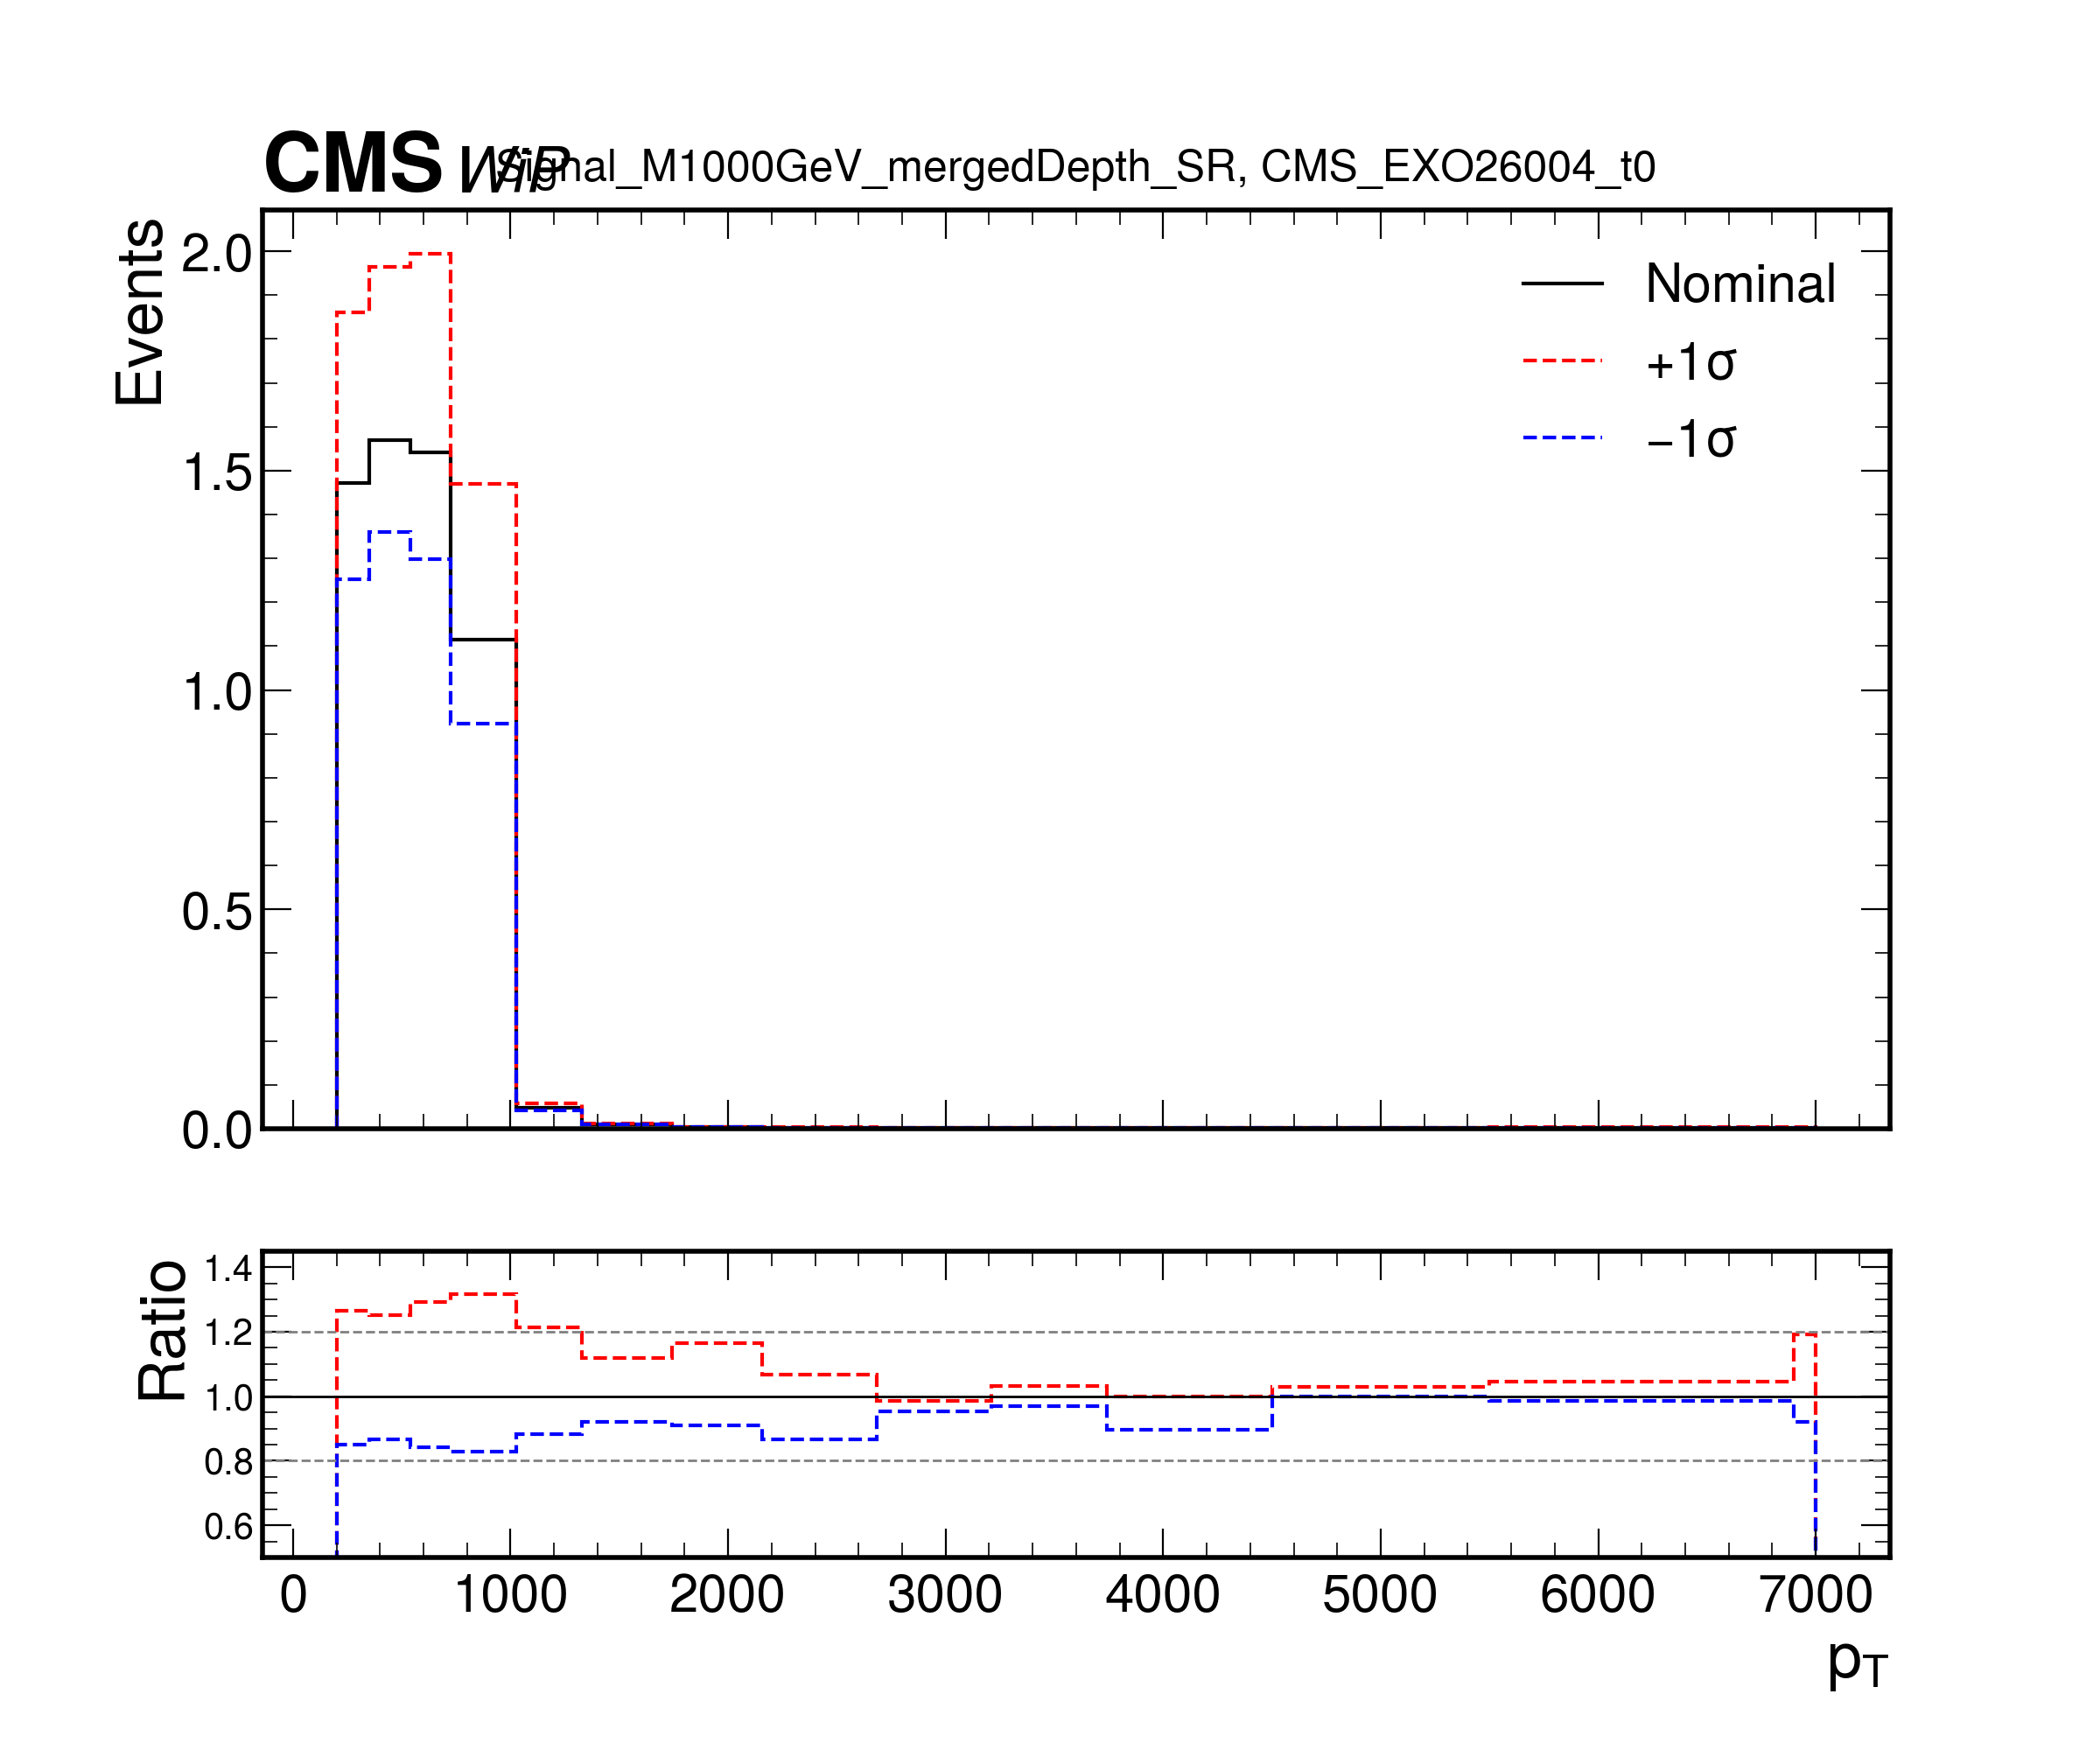 CMS WiP Signal_M1000GeV_mergedDepth_SR, CMS_EXO26004_t0
Events
2.0
1.5
1.0
0.5
0.0
Nominal
+1σ
−1σ
Ratio
1.4
1.2
1.0
0.8
0.6
0 1000 2000 3000 4000 5000 6000 7000
pT